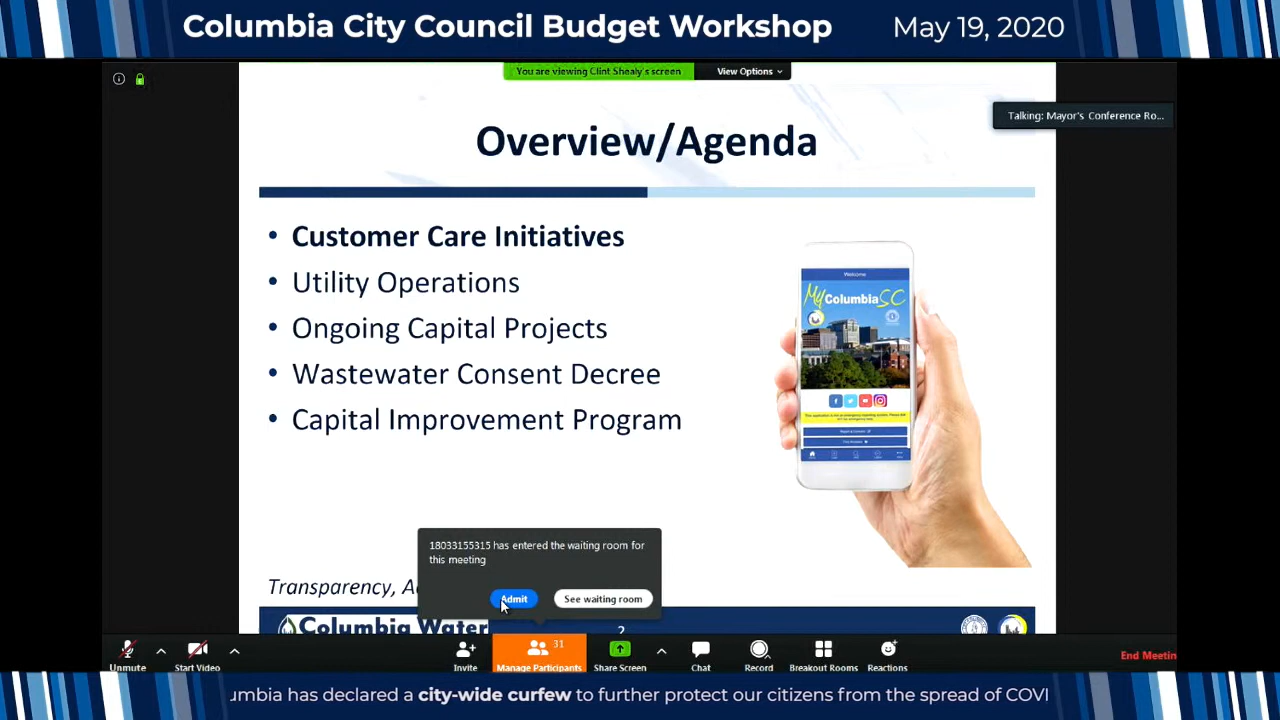 Columbia City Council Budget Workshop May 19, 2020
You are viewing Clint Shealy's screen View Options
Talking: Mayor's Conference Ro...
Overview/Agenda
• Customer Care Initiatives
• Utility Operations
• Ongoing Capital Projects
• Wastewater Consent Decree
• Capital Improvement Program
Welcome
My Columbia SC
18033155315 has entered the waiting room for
this meeting
Admit See waiting room
Transparency, Ac
Columbia Water 2
Unmute Start Video Invite Manage Participants 31 Share Screen Chat Record Breakout Rooms Reactions End Meetin
umbia has declared a city-wide curfew to further protect our citizens from the spread of COVI